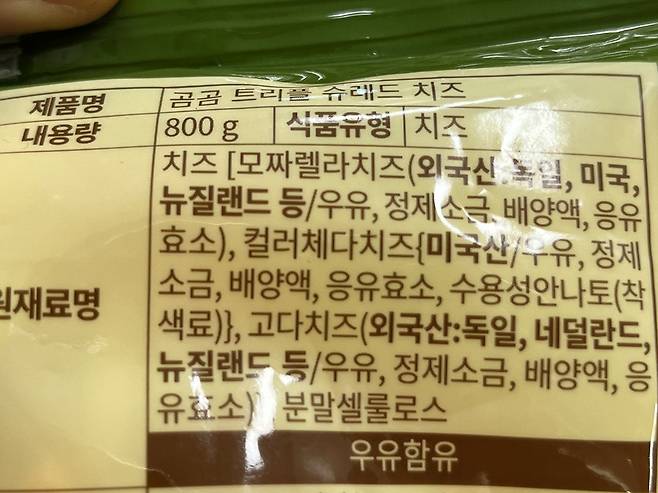 제품명 곰곰 트리플 슈레드 치즈
내용량 800 g 식품유형 치즈
원재료명
치즈 [모짜렐라치즈(외국산:독일, 미국,
뉴질랜드 등/우유, 정제소금, 배양액, 응유
효소), 컬러체다치즈{미국산/우유, 정제
소금, 배양액, 응유효소, 수용성안나토(착
색료)}, 고다치즈(외국산:독일, 네덜란드,
뉴질랜드 등/우유, 정제소금, 배양액, 응
유효소)], 분말셀룰로스
우유함유